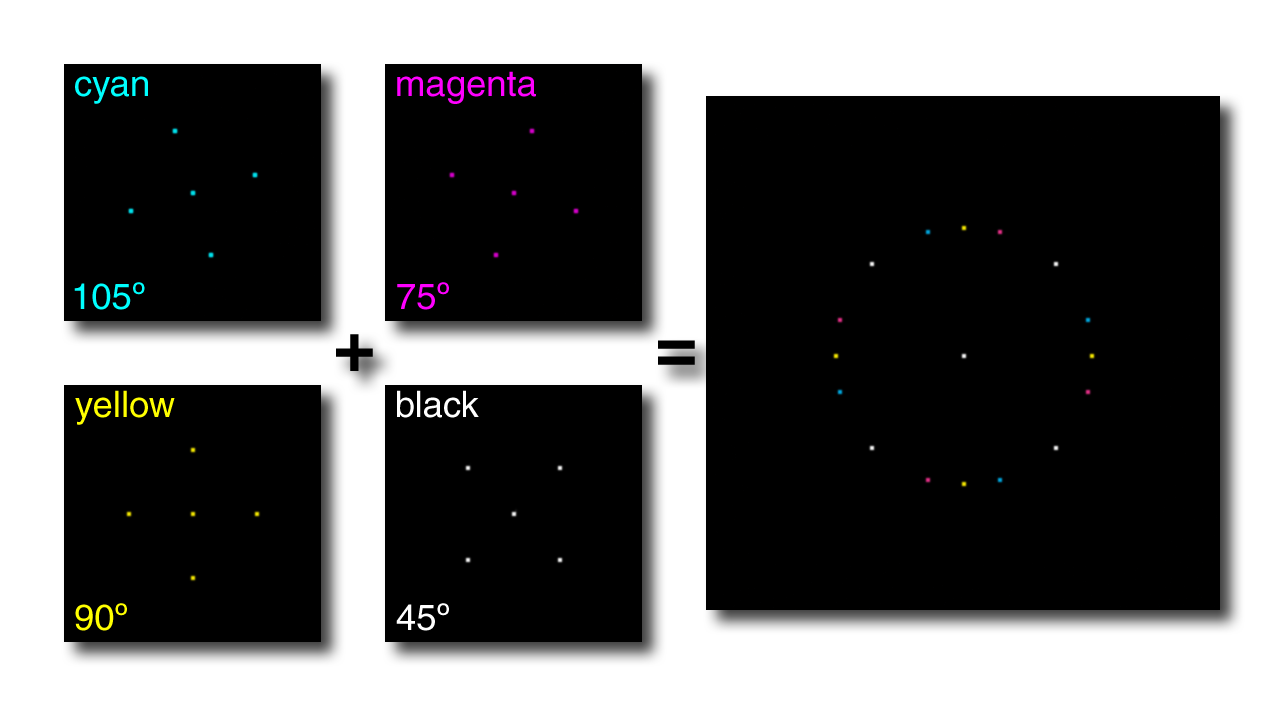 cyan
105º
magenta
75º
+
=
yellow
90º
black
45º